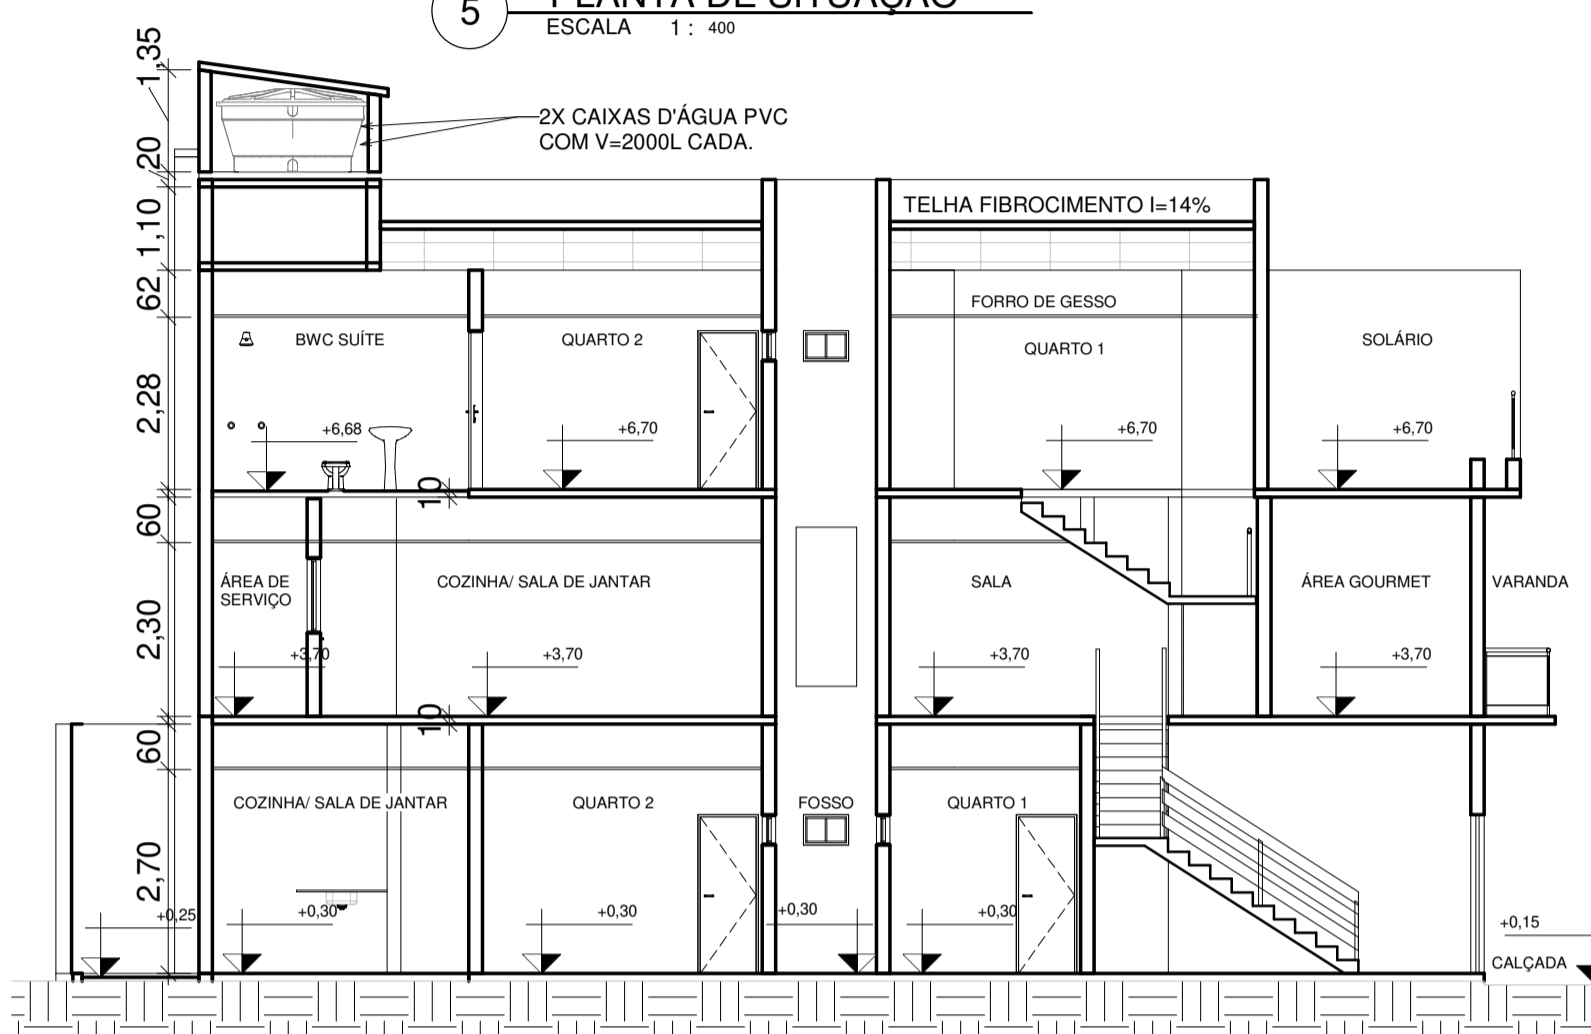 5
PLANTA DE SITUAÇÃO
ESCALA 1 : 400
1,35
2X CAIXAS D'ÁGUA PVC
COM V=2000L CADA.
20
1,10
TELHA FIBROCIMENTO I=14%
62
FORRO DE GESSO
BWC SUÍTE
QUARTO 2
QUARTO 1
SOLÁRIO
2,28
+6,68
+6,70
+6,70
+6,70
10
60
ÁREA DE
SERVIÇO
COZINHA/ SALA DE JANTAR
SALA
ÁREA GOURMET
VARANDA
2,30
+3,70
+3,70
+3,70
+3,70
10
60
COZINHA/ SALA DE JANTAR
QUARTO 2
FOSSO
QUARTO 1
2,70
+0,25
+0,30
+0,30
+0,30
+0,30
+0,15
CALÇADA